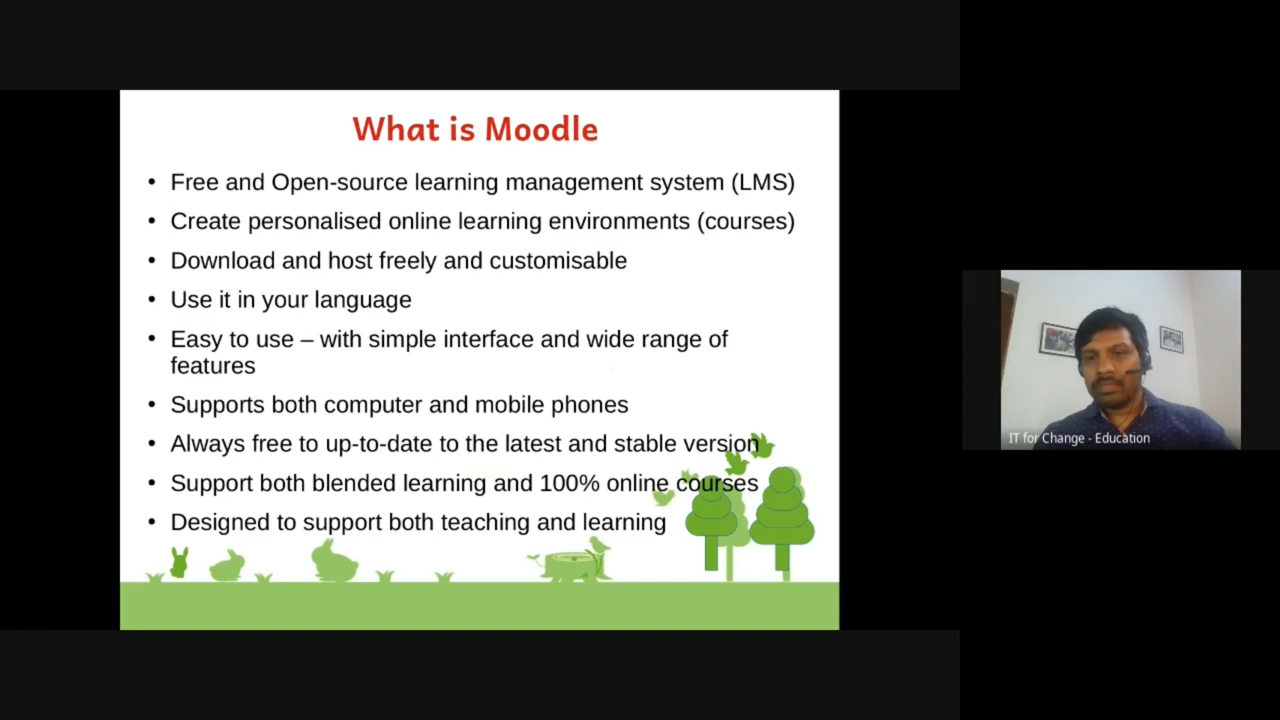 What is Moodle
• Free and Open-source learning management system (LMS)
• Create personalised online learning environments (courses)
• Download and host freely and customisable
• Use it in your language
• Easy to use – with simple interface and wide range of
features
• Supports both computer and mobile phones
• Always free to up-to-date to the latest and stable version
• Support both blended learning and 100% online courses
• Designed to support both teaching and learning
IT for Change - Education